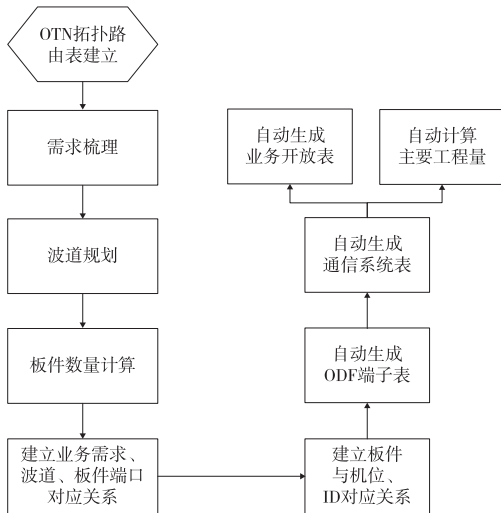 OTN拓扑路
由表建立
需求梳理
波道规划
板件数量计算
建立业务需求、
波道、板件端口
对应关系
建立板件
与机位、
ID对应关系
自动生成
ODF端子表
自动生成
通信系统表
自动生成
业务开放表
自动计算
主要工程量